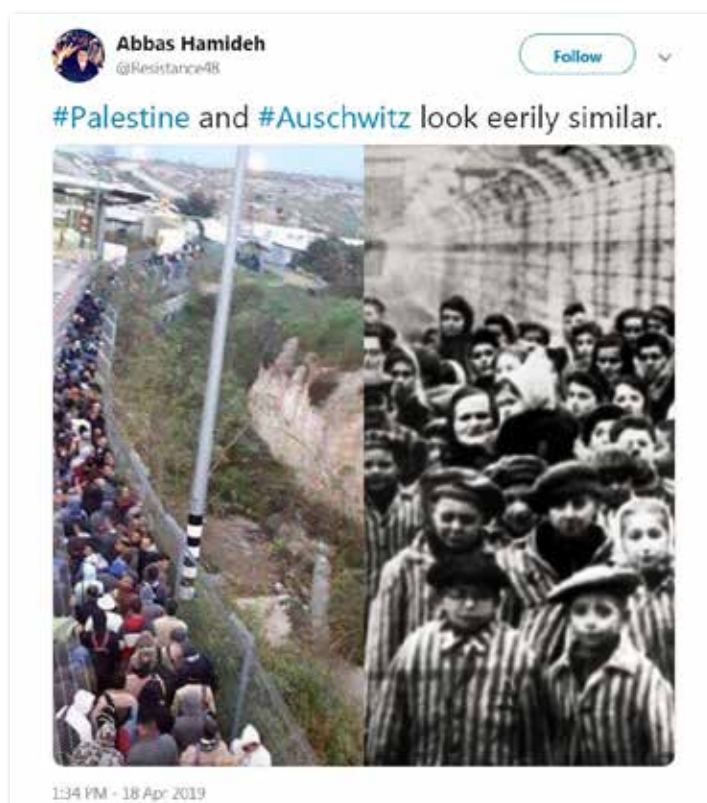 Abbas Hamideh
@Resistance48
Follow
#Palestine and #Auschwitz look eerily similar.
1:34 PM - 18 Apr 2019